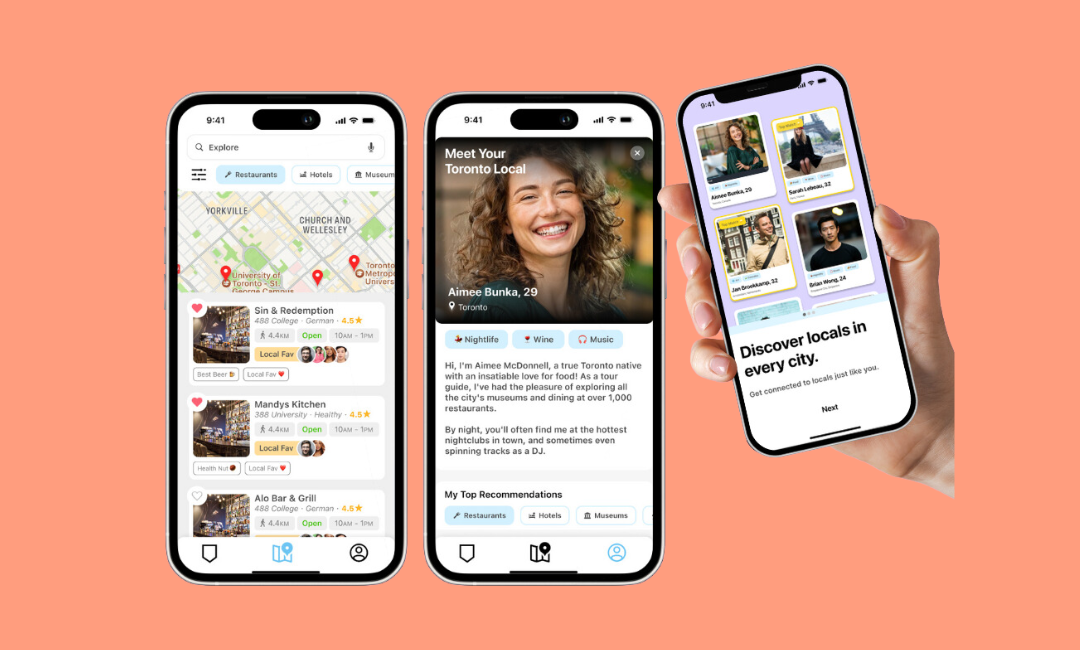 9:41
Explore
Restaurants
Hotels
Museum
YORKVILLE
CHURCH AND
WELLESLEY
University of
Toronto - St.
George Campus
Toronto
Metropo
Univers
Sin & Redemption
488 College · German · 4.5★
4.4KM
Open
10AM – 1PM
Local Fav
Best Beer 🍺
Local Fav ❤️
Mandys Kitchen
388 University · Healthy · 4.5★
4.4KM
Open
10AM – 1PM
Local Fav
Health Nut
Local Fav ❤️
Alo Bar & Grill
488 College · German · 4.5★
4.4KM
Open
10AM – 1PM
9:41
Meet Your
Toronto Local
Aimee Bunka, 29
Toronto
Nightlife
Wine
Music
Hi, I'm Aimee McDonnell, a true Toronto native
with an insatiable love for food! As a tour
guide, I've had the pleasure of exploring all
the city's museums and dining at over 1,000
restaurants.
By night, you'll often find me at the hottest
nightclubs in town, and sometimes even
spinning tracks as a DJ.
My Top Recommendations
Restaurants
Hotels
Museums
9:41
Aimee Bunka, 29
Sarah Lebeau, 32
Jan Broekkamp, 32
Brian Wong, 24
Discover locals in
every city.
Get connected to locals just like you.
Next